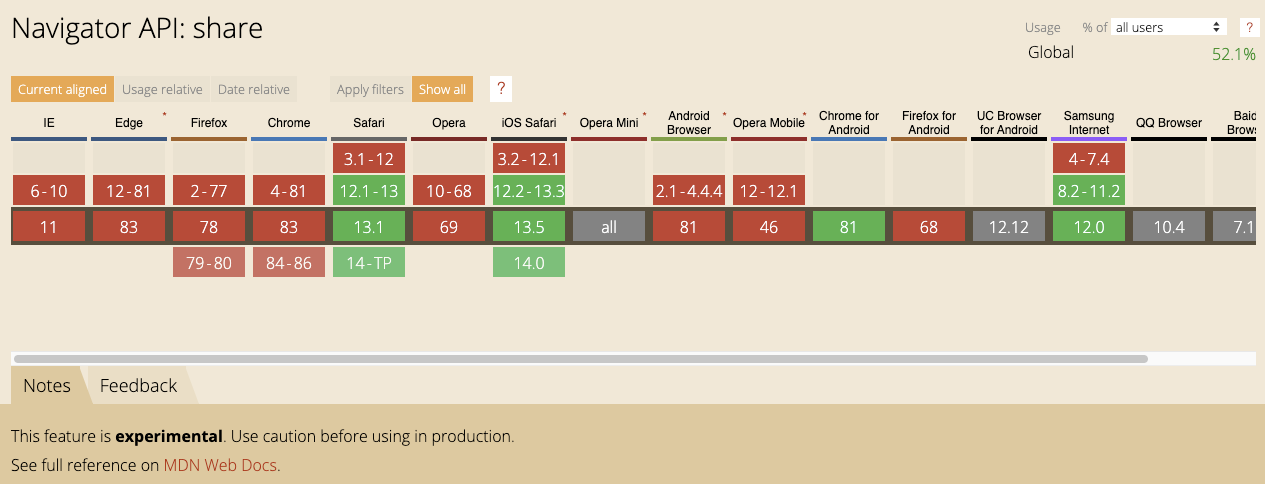 Navigator API: share
Usage % of all users ?
Global 52.1%
Current aligned Usage relative Date relative Apply filters Show all ?
IE Edge * Firefox Chrome Safari Opera iOS Safari * Opera Mini * Android Browser * Opera Mobile * Chrome for Android Firefox for Android UC Browser for Android Samsung Internet QQ Browser Baid Brows
3.1-12 3.2-12.1 4-7.4
6-10 12-81 2-77 4-81 12.1-13 10-68 12.2-13.3 2.1-4.4.4 12-12.1 8.2-11.2
11 83 78 83 13.1 69 13.5 all 81 46 81 68 12.12 12.0 10.4 7.1
79-80 84-86 14-TP 14.0
Notes Feedback
This feature is experimental. Use caution before using in production.
See full reference on MDN Web Docs.